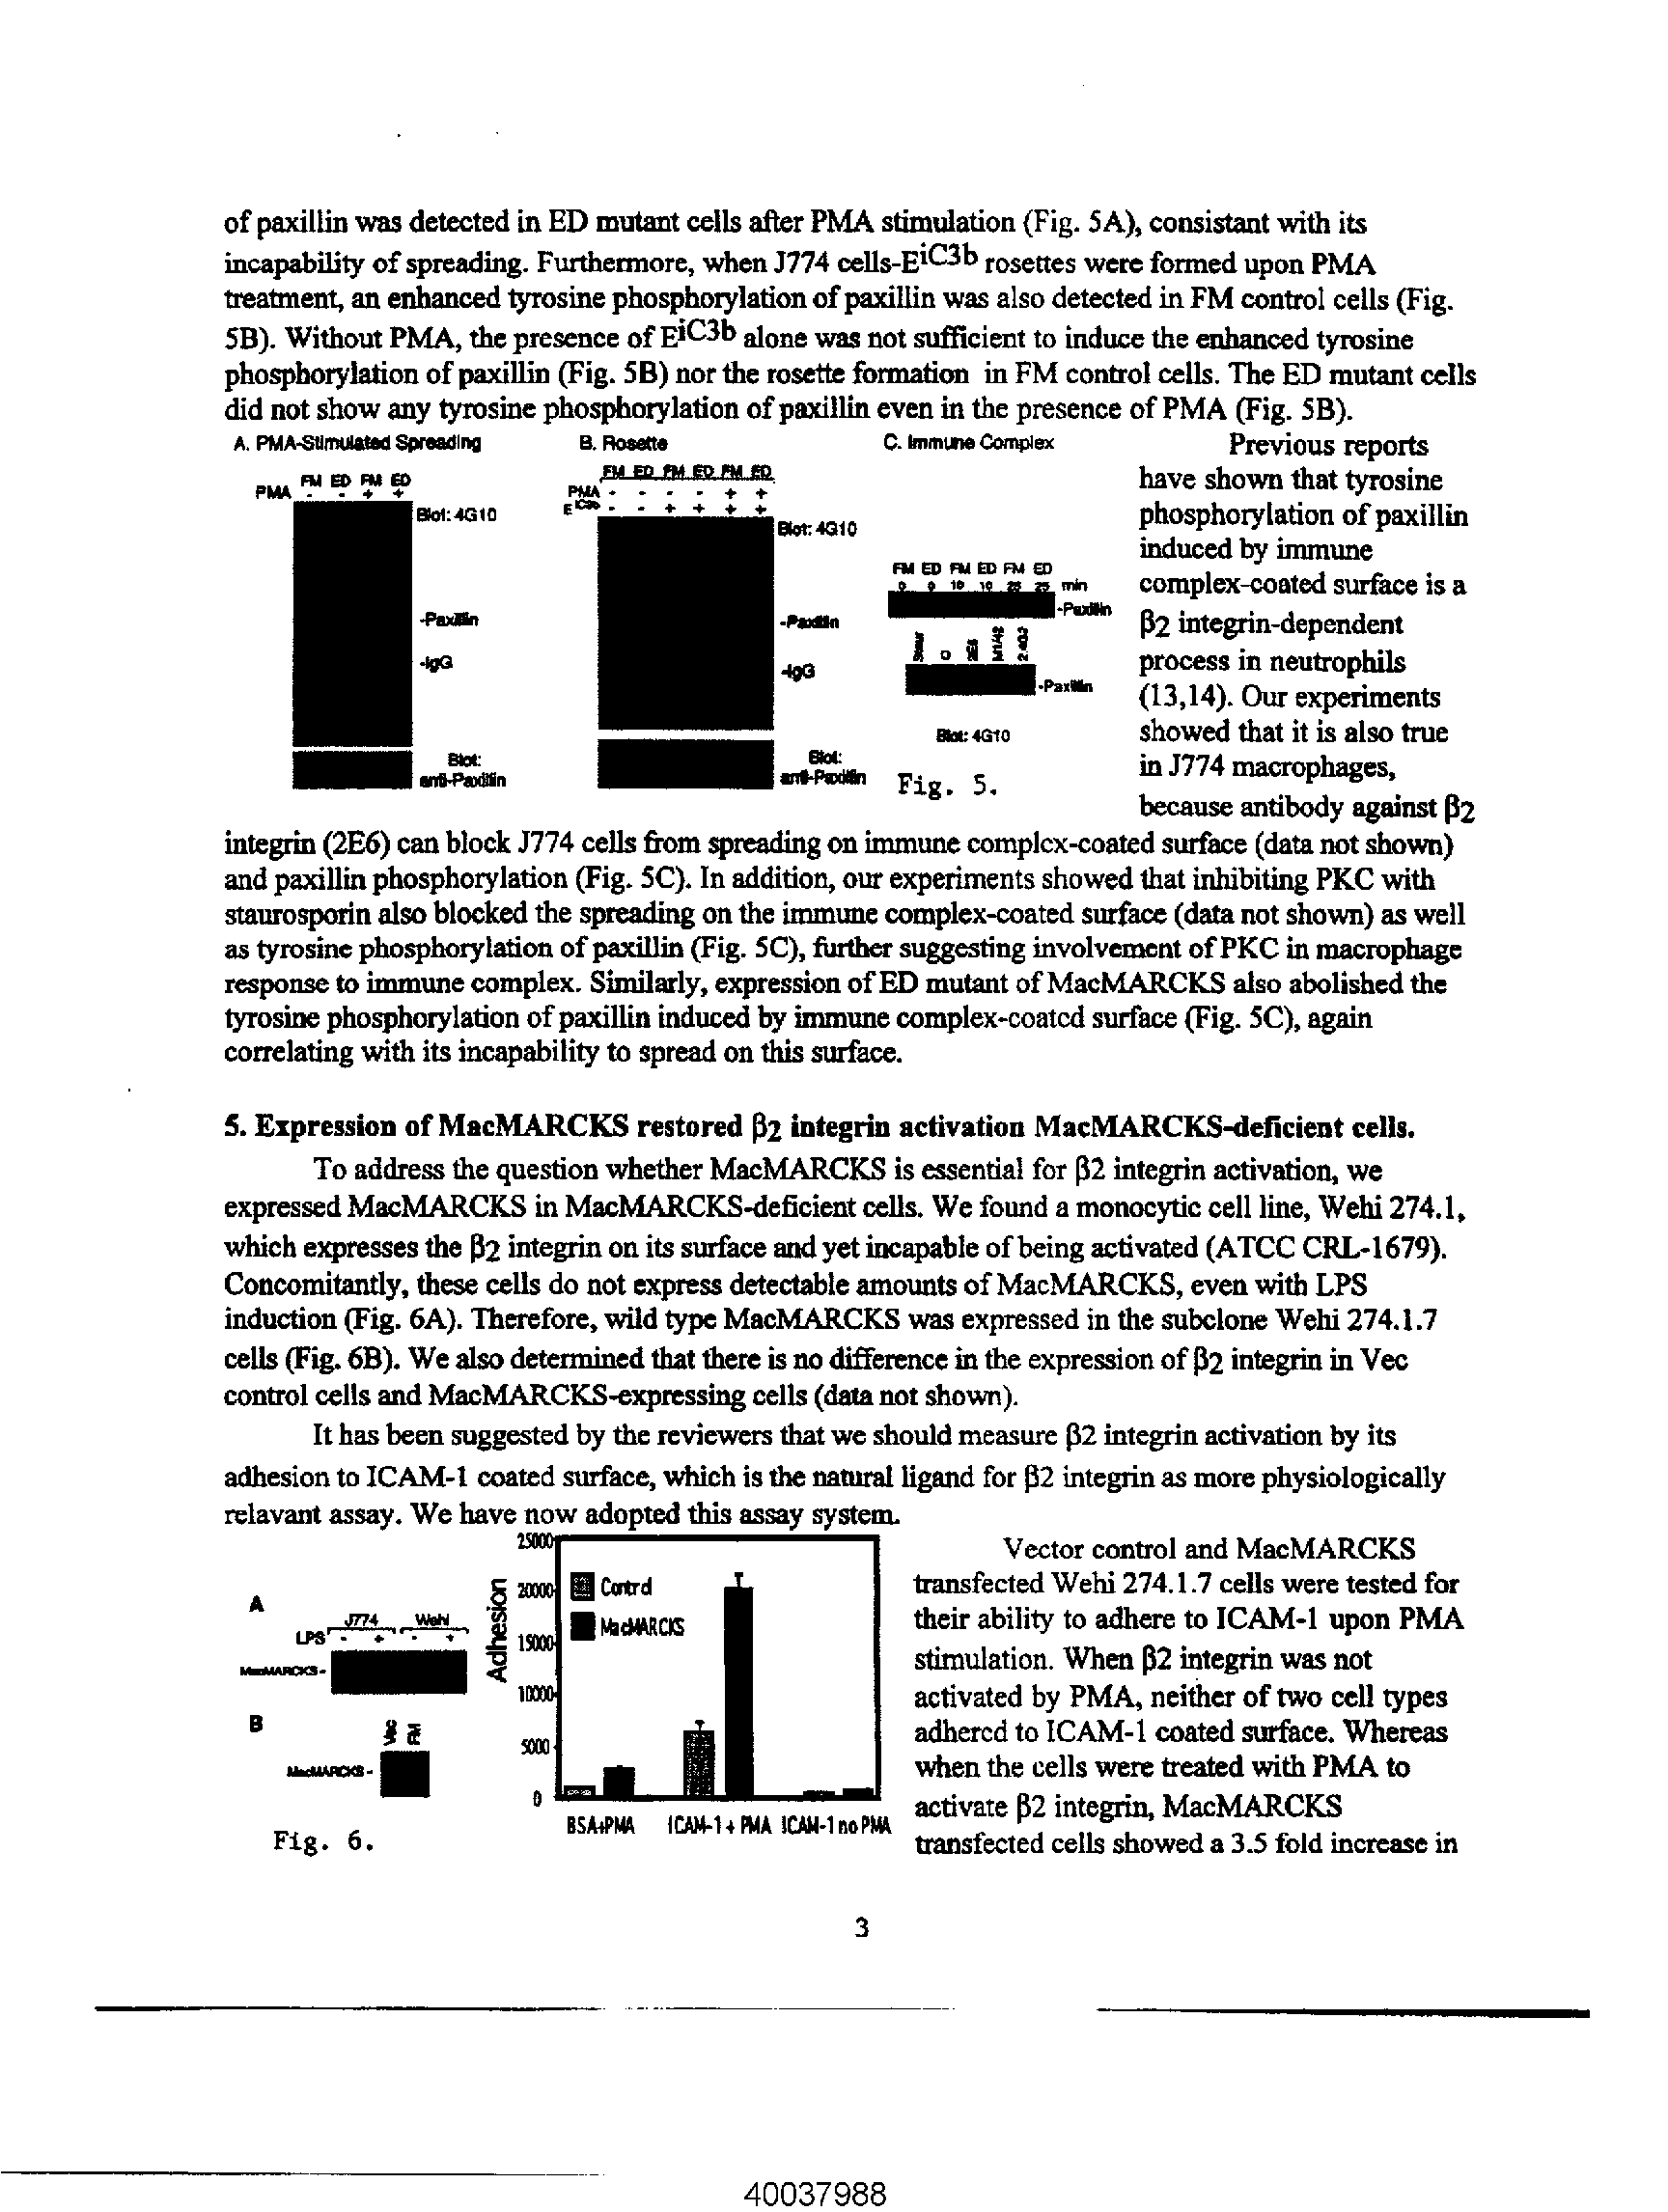 of paxillin was detected in ED mutant cells after PMA stimulation (Fig. 5A), consistant with its
incapability of spreading. Furthermore, when J774 cells-EiC3b rosettes were formed upon PMA
treatment, an enhanced tyrosine phosphorylation of paxillin was also detected in FM control cells (Fig.
5B). Without PMA, the presence of EiC3b alone was not sufficient to induce the enhanced tyrosine
phosphorylation of paxillin (Fig. 5B) nor the rosette formation in FM control cells. The ED mutant cells
did not show any tyrosine phosphorylation of paxillin even in the presence of PMA (Fig. 5B).
A. PMA-Stimulated Spreading
FM ED FM ED
PMA - - + +
Blot: 4G10
-Paxillin
-IgG
Blot:
anti-Paxillin
B. Rosette
FM ED FM ED FM ED
PMA - - - - + +
EiC3b - - + + + +
Blot: 4G10
-Paxillin
-IgG
Blot:
anti-Paxillin
C. Immune Complex
FM ED FM ED FM ED
0 0 10 10 25 25 min
-Paxillin
Staur O 2E6 M1/42 2.4G2
-Paxillin
Blot: 4G10
Fig. 5.
Previous reports
have shown that tyrosine
phosphorylation of paxillin
induced by immune
complex-coated surface is a
β2 integrin-dependent
process in neutrophils
(13,14). Our experiments
showed that it is also true
in J774 macrophages,
because antibody against β2
integrin (2E6) can block J774 cells from spreading on immune complex-coated surface (data not shown)
and paxillin phosphorylation (Fig. 5C). In addition, our experiments showed that inhibiting PKC with
staurosporin also blocked the spreading on the immune complex-coated surface (data not shown) as well
as tyrosine phosphorylation of paxillin (Fig. 5C), further suggesting involvement of PKC in macrophage
response to immune complex. Similarly, expression of ED mutant of MacMARCKS also abolished the
tyrosine phosphorylation of paxillin induced by immune complex-coated surface (Fig. 5C), again
correlating with its incapability to spread on this surface.
5. Expression of MacMARCKS restored β2 integrin activation MacMARCKS-deficient cells.
To address the question whether MacMARCKS is essential for β2 integrin activation, we
expressed MacMARCKS in MacMARCKS-deficient cells. We found a monocytic cell line, Wehi 274.1,
which expresses the β2 integrin on its surface and yet incapable of being activated (ATCC CRL-1679).
Concomitantly, these cells do not express detectable amounts of MacMARCKS, even with LPS
induction (Fig. 6A). Therefore, wild type MacMARCKS was expressed in the subclone Wehi 274.1.7
cells (Fig. 6B). We also determined that there is no difference in the expression of β2 integrin in Vec
control cells and MacMARCKS-expressing cells (data not shown).
It has been suggested by the reviewers that we should measure β2 integrin activation by its
adhesion to ICAM-1 coated surface, which is the natural ligand for β2 integrin as more physiologically
relavant assay. We have now adopted this assay system.
A
J774 Wehi
LPS - + - +
MacMARCKS-
B
Vec FM
MacMARCKS-
Fig. 6.
Adhesion
25000
20000
15000
10000
5000
0
Control
MacMARCKS
BSA+PMA ICAM-1+PMA ICAM-1 no PMA
Vector control and MacMARCKS
transfected Wehi 274.1.7 cells were tested for
their ability to adhere to ICAM-1 upon PMA
stimulation. When β2 integrin was not
activated by PMA, neither of two cell types
adhered to ICAM-1 coated surface. Whereas
when the cells were treated with PMA to
activate β2 integrin, MacMARCKS
transfected cells showed a 3.5 fold increase in
3
40037988